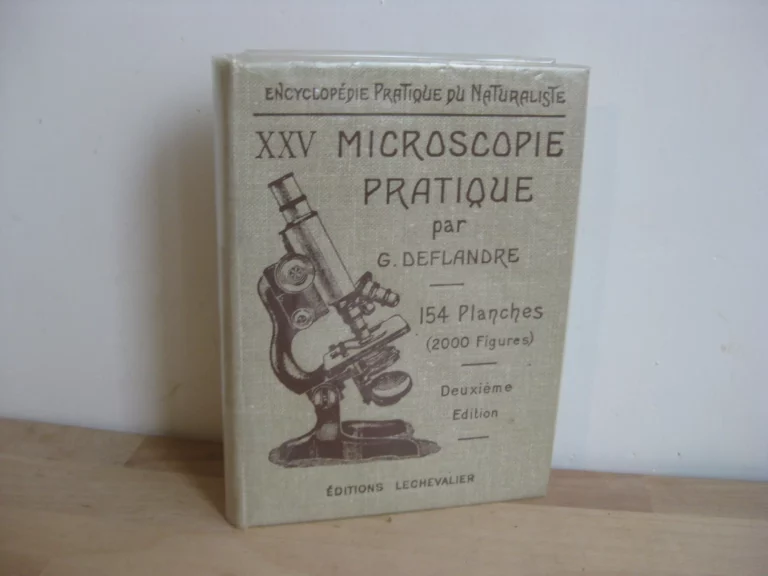 ENCYCLOPÉDIE PRATIQUE DU NATURALISTE
XXV MICROSCOPIE
PRATIQUE
par
G. DEFLANDRE
154 Planches
(2000 Figures)
Deuxième
Edition
ÉDITIONS LECHEVALIER